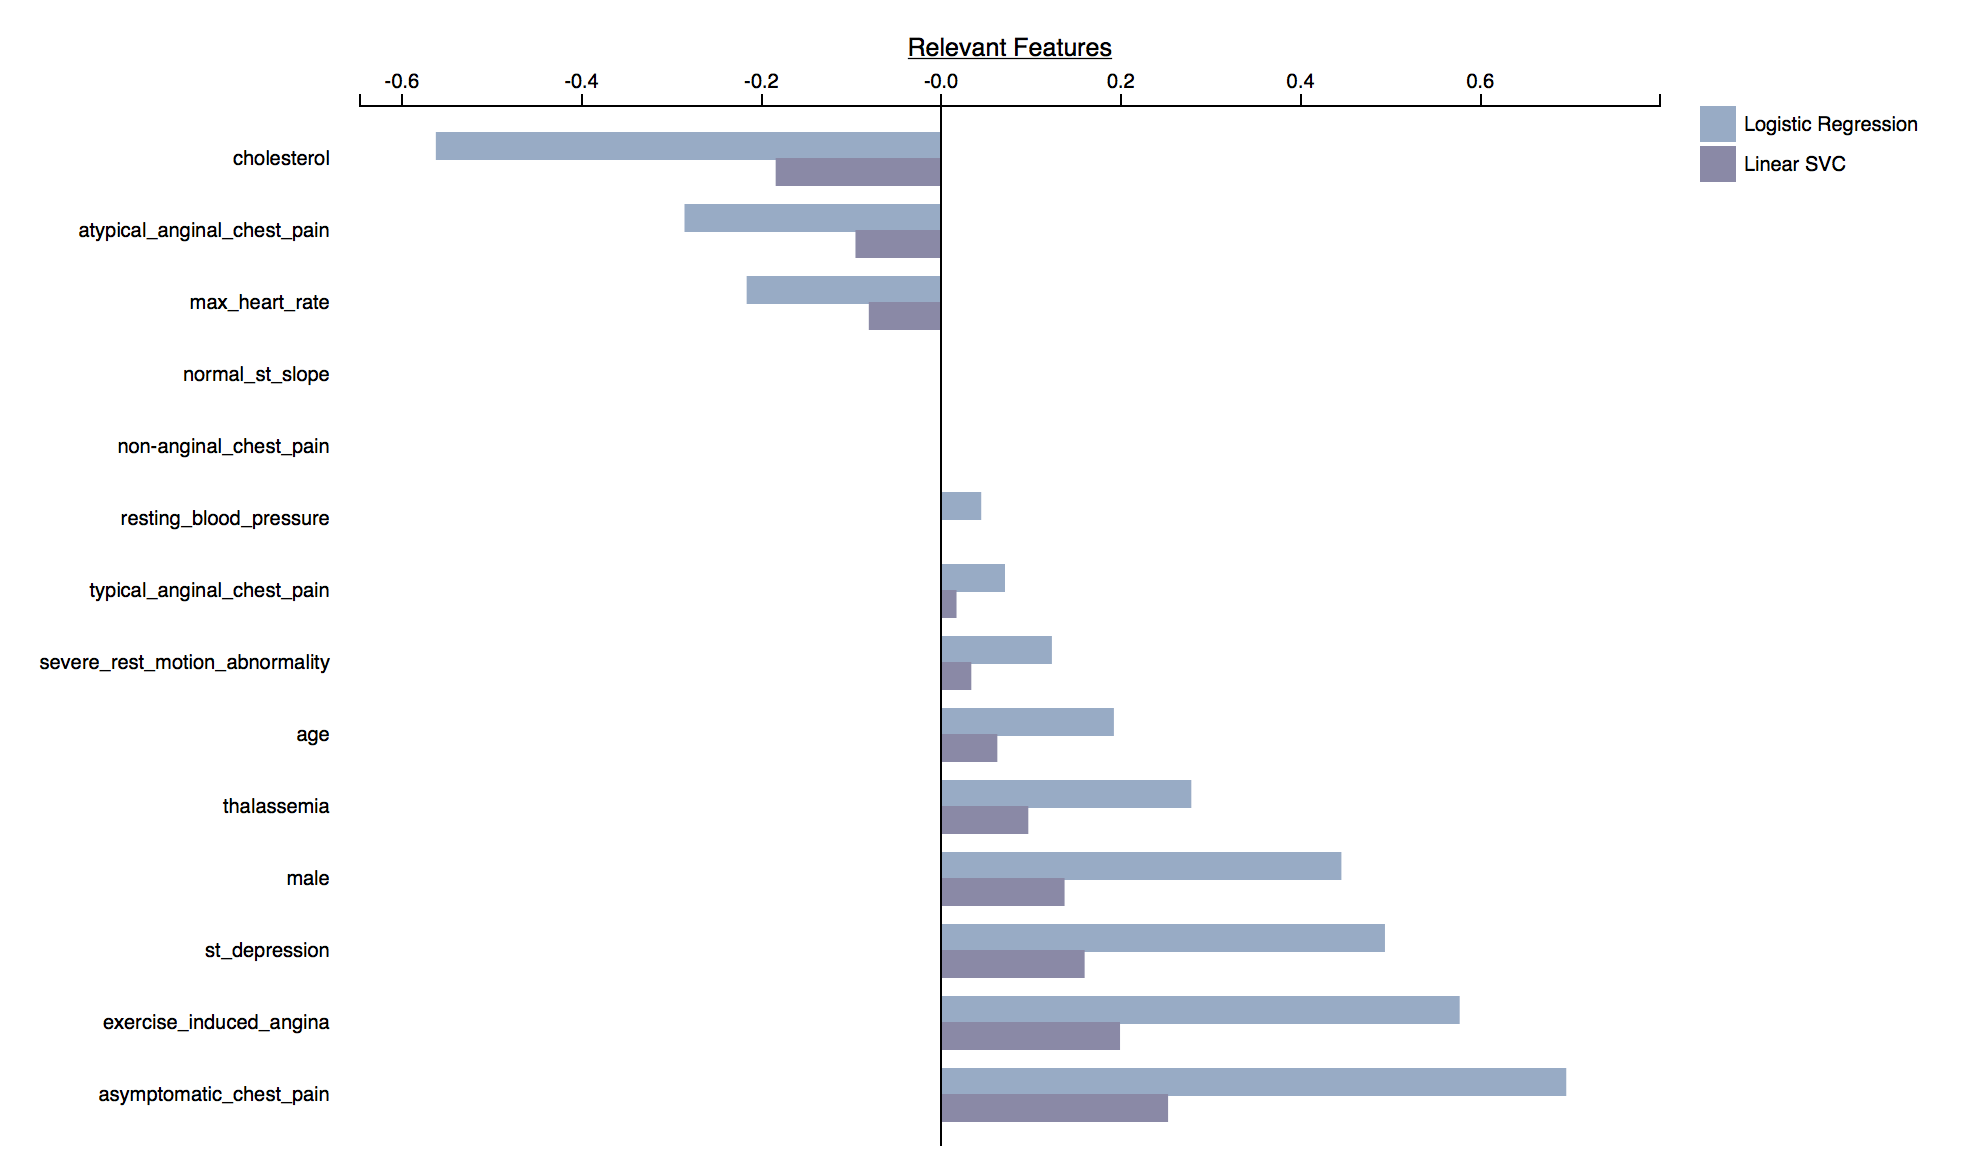 Relevant Features
-0.6 -0.4 -0.2 -0.0 0.2 0.4 0.6
Logistic Regression
Linear SVC
cholesterol
atypical_anginal_chest_pain
max_heart_rate
normal_st_slope
non-anginal_chest_pain
resting_blood_pressure
typical_anginal_chest_pain
severe_rest_motion_abnormality
age
thalassemia
male
st_depression
exercise_induced_angina
asymptomatic_chest_pain